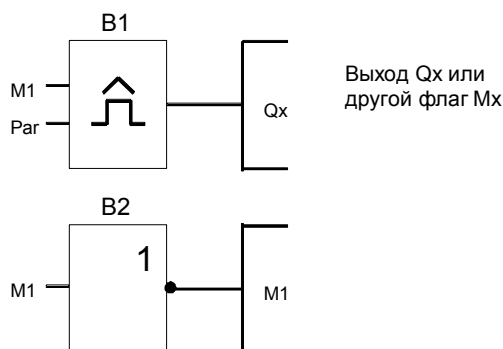 B1
M1
Par
Qx
Выход Qx или
другой флаг Mx
B2
1
M1
M1